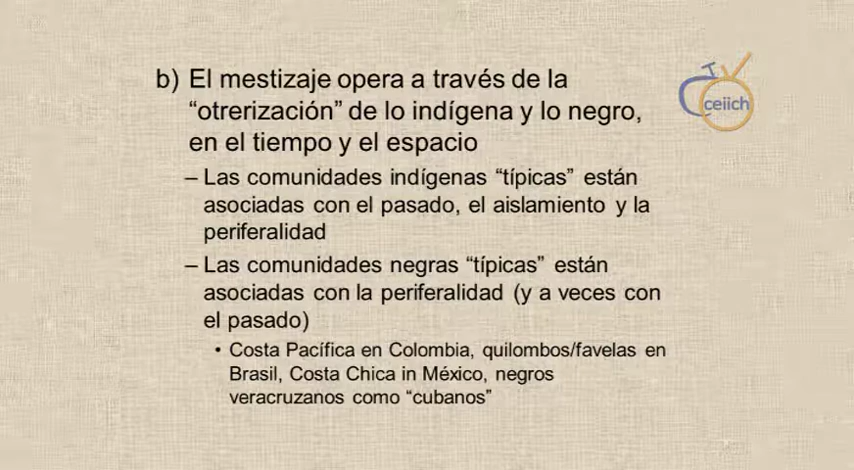 b) El mestizaje opera a través de la
“otrerización” de lo indígena y lo negro,
en el tiempo y el espacio
– Las comunidades indígenas “típicas” están
asociadas con el pasado, el aislamiento y la
periferalidad
– Las comunidades negras “típicas” están
asociadas con la periferalidad (y a veces con
el pasado)
• Costa Pacífica en Colombia, quilombos/favelas en
Brasil, Costa Chica in México, negros
veracruzanos como “cubanos”
TV
ceiich